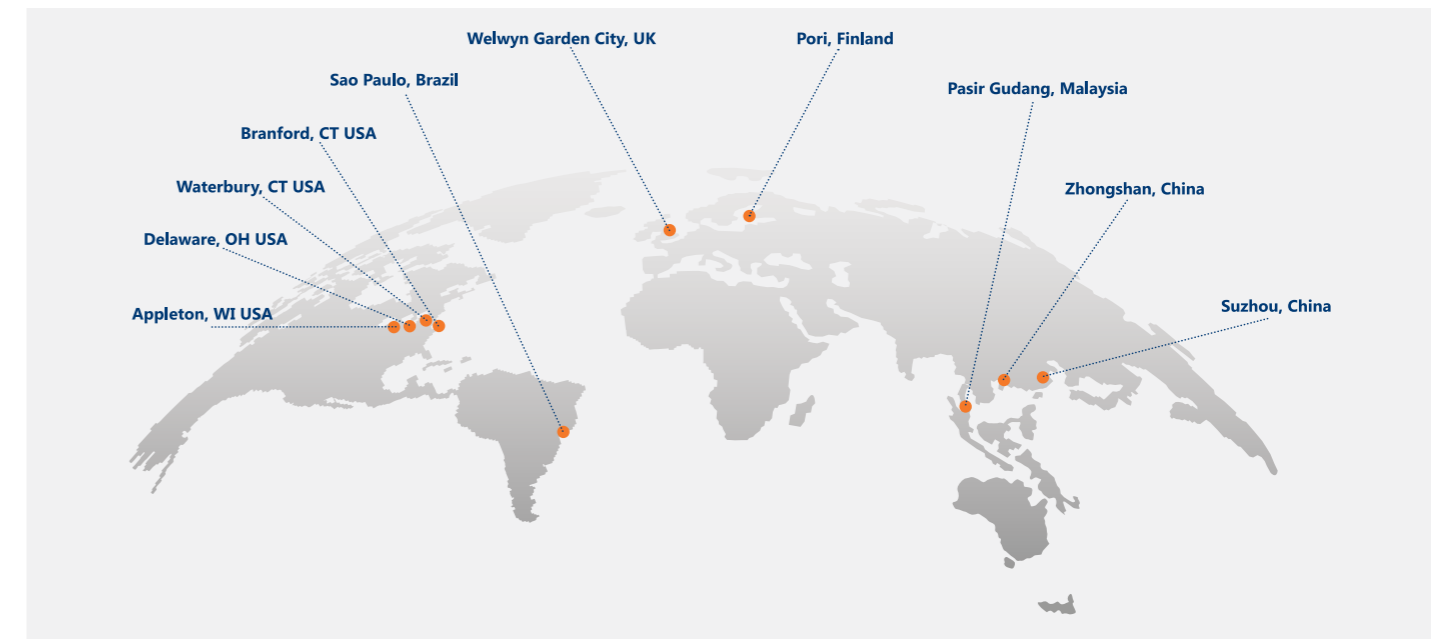 Welwyn Garden City, UK
Pori, Finland
Sao Paulo, Brazil
Pasir Gudang, Malaysia
Branford, CT USA
Waterbury, CT USA
Zhongshan, China
Delaware, OH USA
Suzhou, China
Appleton, WI USA